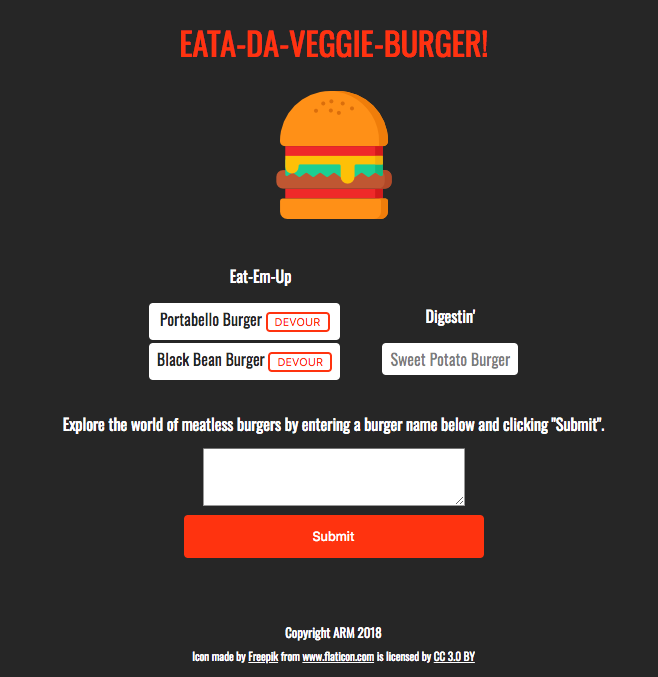 EATA-DA-VEGGIE-BURGER!
Eat-Em-Up
Portabello Burger DEVOUR
Black Bean Burger DEVOUR
Digestin'
Sweet Potato Burger
Explore the world of meatless burgers by entering a burger name below and clicking "Submit".
Submit
Copyright ARM 2018
Icon made by Freepik from www.flaticon.com is licensed by CC 3.0 BY